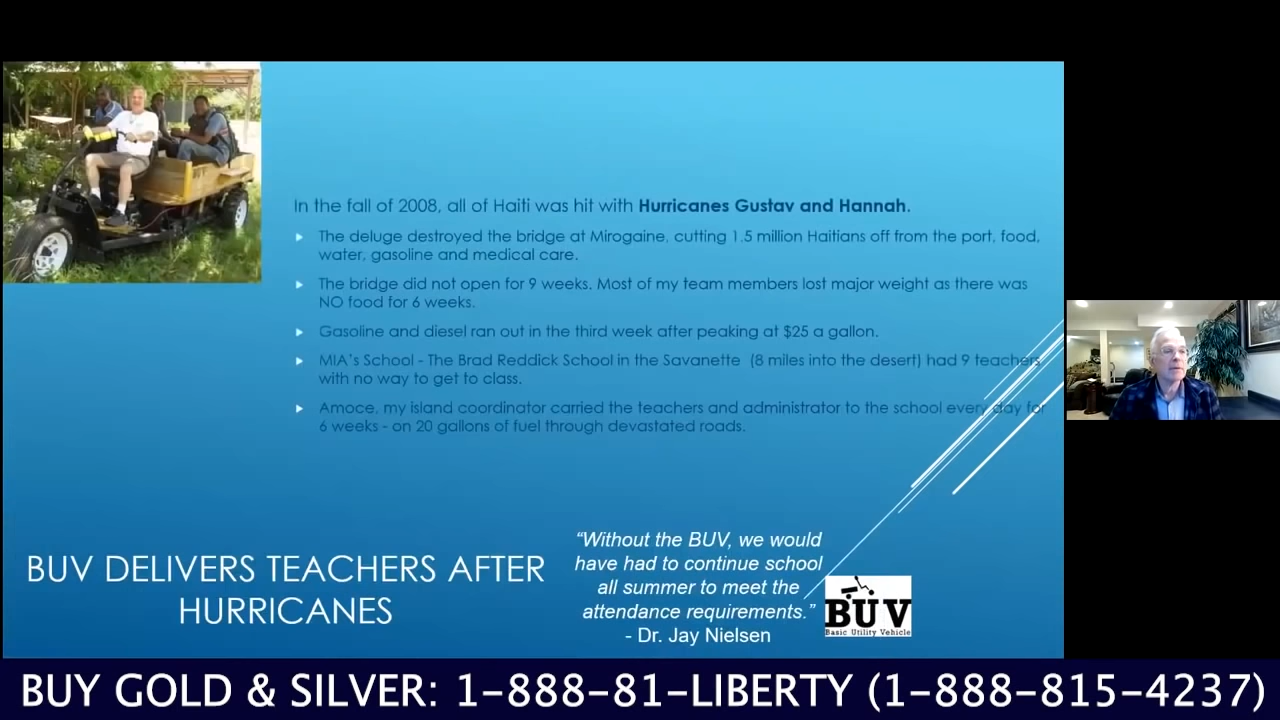 In the fall of 2008, all of Haiti was hit with Hurricanes Gustav and Hannah.
The deluge destroyed the bridge at Mirogaine, cutting 1.5 million Haitians off from the port, food,
water, gasoline and medical care.
The bridge did not open for 9 weeks. Most of my team members lost major weight as there was
NO food for 6 weeks.
Gasoline and diesel ran out in the third week after peaking at $25 a gallon.
MIA's School - The Brad Reddick School in the Savanette (8 miles into the desert) had 9 teachers
with no way to get to class.
Amoce, my island coordinator carried the teachers and administrator to the school every day for
6 weeks - on 20 gallons of fuel through devastated roads.
BUV DELIVERS TEACHERS AFTER
HURRICANES
“Without the BUV, we would
have had to continue school
all summer to meet the
attendance requirements.”
- Dr. Jay Nielsen
BUV
Basic Utility Vehicle
BUY GOLD & SILVER: 1-888-81-LIBERTY (1-888-815-4237)